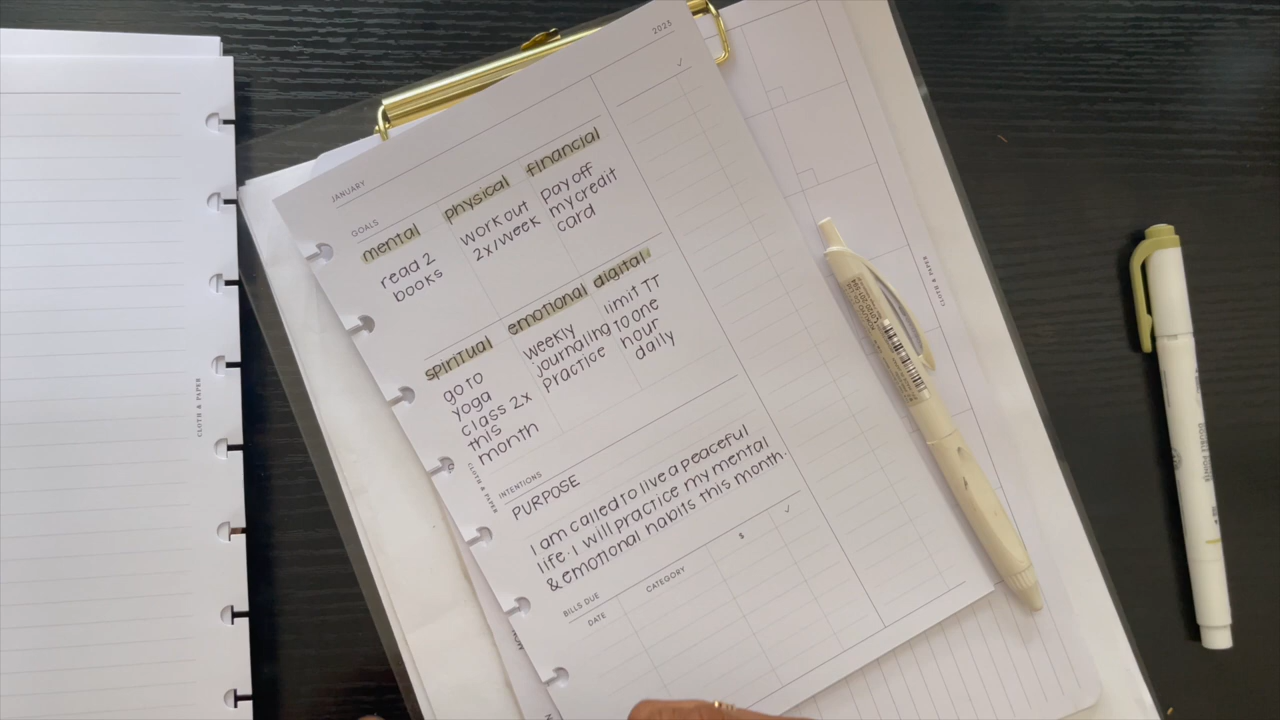 2023
JANUARY
✓
GOALS
mental
read 2
books
physical
work out
2x/week
financial
pay off
my credit
card
spiritual
go to
yoga
class 2x
this
month
emotional
weekly
journaling
practice
digital
limit TT
to one
hour
daily
INTENTIONS
PURPOSE
I am called to live a peaceful
life. I will practice my mental
& emotional habits this month.
BILLS DUE
DATE
CATEGORY
$
✓
CLOTH & PAPER
CLOTH & PAPER
CLOTH & PAPER